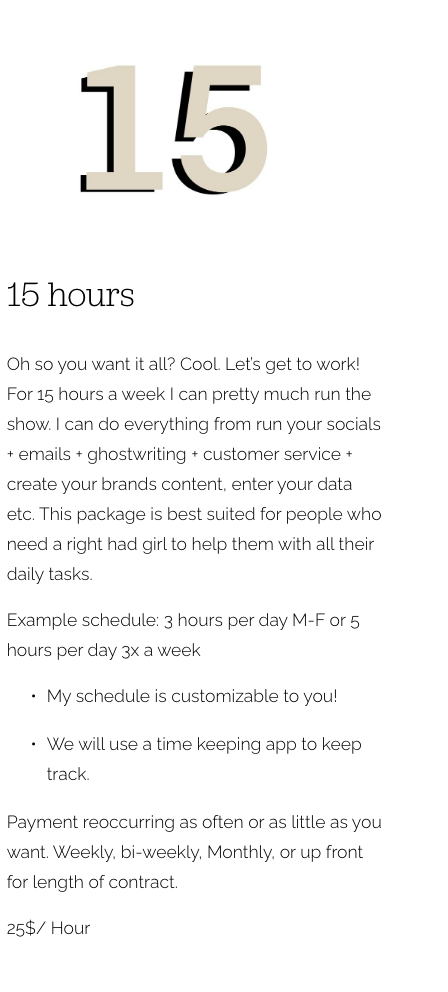 15
15 hours
Oh so you want it all? Cool. Let's get to work!
For 15 hours a week I can pretty much run the
show. I can do everything from run your socials
+ emails + ghostwriting + customer service +
create your brands content, enter your data
etc. This package is best suited for people who
need a right had girl to help them with all their
daily tasks.
Example schedule: 3 hours per day M-F or 5
hours per day 3x a week
• My schedule is customizable to you!
• We will use a time keeping app to keep
track.
Payment reoccurring as often or as little as you
want. Weekly, bi-weekly, Monthly, or up front
for length of contract.
25$/ Hour